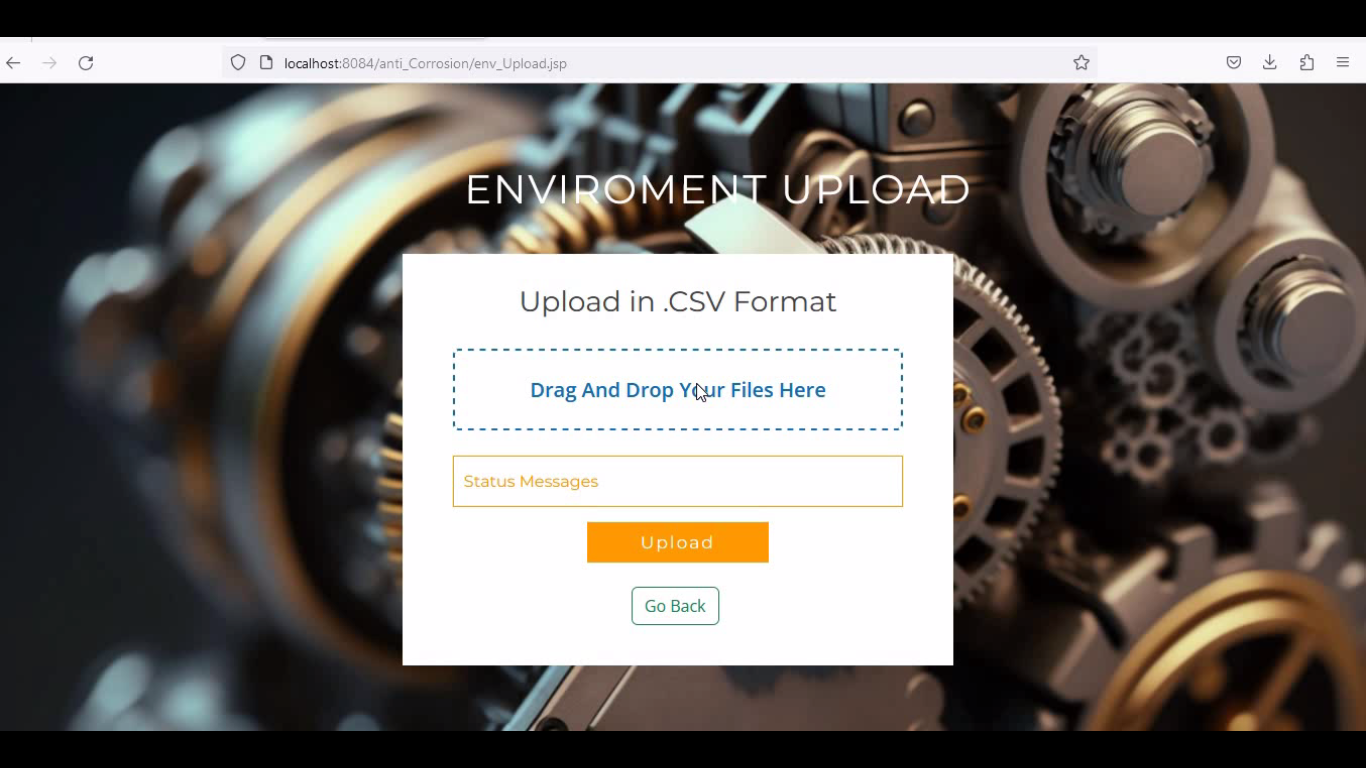 localhost:8084/anti_Corrosion/env_Upload.jsp
ENVIROMENT UPLOAD
Upload in .CSV Format
Drag And Drop Your Files Here
Status Messages
Upload
Go Back